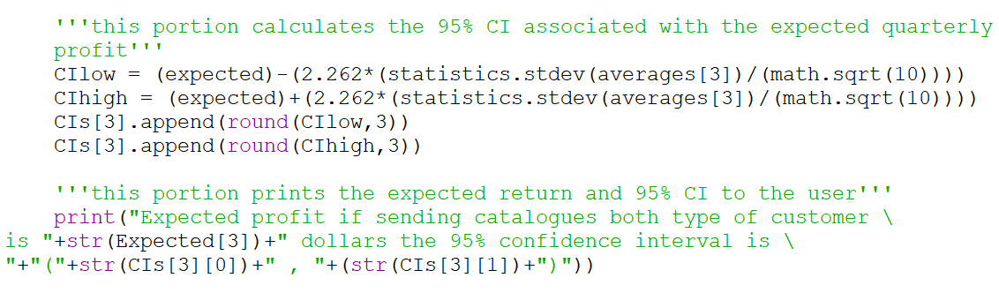 '''this portion calculates the 95% CI associated with the expected quarterly
profit'''
CIlow = (expected)-(2.262*(statistics.stdev(averages[3])/(math.sqrt(10))))
CIhigh = (expected)+(2.262*(statistics.stdev(averages[3])/(math.sqrt(10))))
CIs[3].append(round(CIlow,3))
CIs[3].append(round(CIhigh,3))
'''this portion prints the expected return and 95% CI to the user'''
print("Expected profit if sending catalogues both type of customer \
is "+str(Expected[3])+" dollars the 95% confidence interval is \
"+"("+str(CIs[3][0])+" , "+(str(CIs[3][1])+")"))